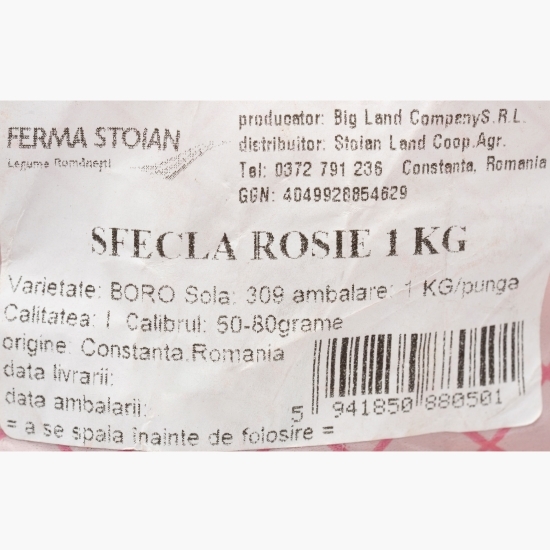 FERMA STOIAN
Legume Românești
producator: Big Land CompanyS.R.L.
distribuitor: Stoian Land Coop.Agr.
Tel: 0372 791 236 Constanta, Romania
GGN: 4049928854629
SFECLA ROSIE 1 KG
Varietate: BORO Sola: 309 ambalare: 1 KG/punga
Calitatea: I Calibrul: 50-80grame
origine: Constanta.Romania
data livrarii:
data ambalarii:
5 941850 880501
= a se spala inainte de folosire =